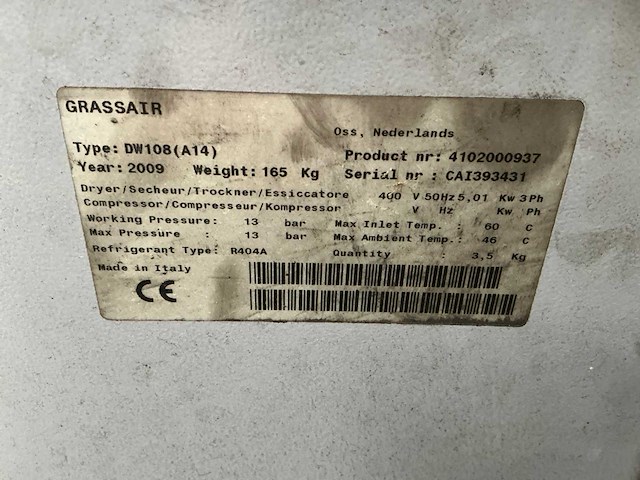 GRASSAIR
Oss, Nederlands
Type: DW108(A14) Product nr: 4102000937
Year: 2009 Weight: 165 Kg Serial nr : CAI393431
Dryer/Secheur/Trockner/Essiccatore 400 V 50Hz 5,01 Kw 3Ph
Compressor/Compresseur/Kompressor V Hz Kw Ph
Working Pressure: 13 bar Max Inlet Temp. : 60 C
Max Pressure : 13 bar Max Ambient Temp.: 46 C
Refrigerant Type: R404A Quantity : 3,5 Kg
Made in Italy
CE